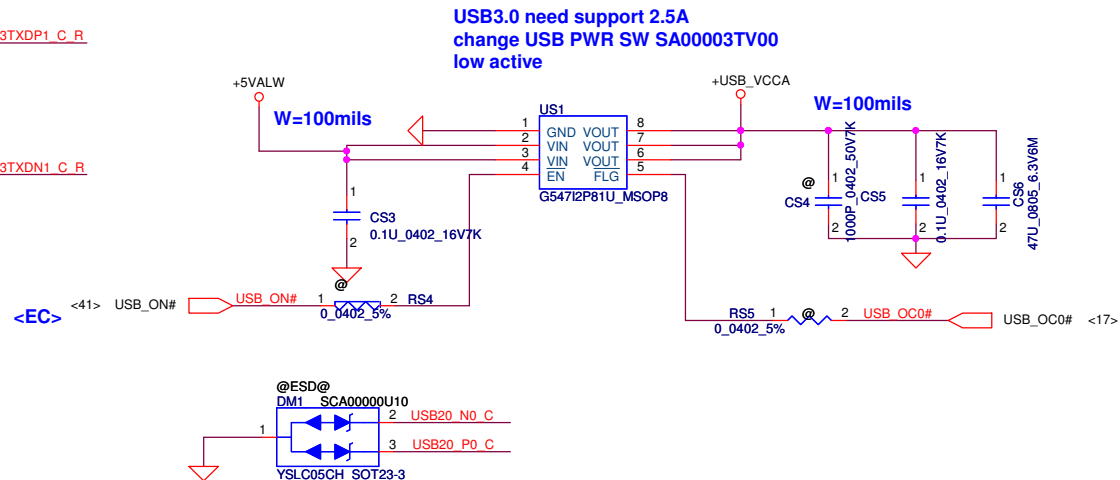 USB3.0 need support 2.5A
change USB PWR SW SA00003TV00
low active
3TXDP1_C_R
+5VALW
+USB_VCCA
W=100mils
W=100mils
US1
1 GND VOUT 8
2 VIN VOUT 7
3 VIN VOUT 6
4 EN FLG 5
G547I2P81U_MSOP8
3TXDN1_C_R
1
CS3
0.1U_0402_16V7K
2
@
1
CS4
2
1000P_0402_50V7K
1
CS5
2
0.1U_0402_16V7K
1
CS6
2
47U_0805_6.3V6M
<EC>
<41> USB_ON#
USB_ON#
@
1 2 RS4
0_0402_5%
RS5 1 @ 2
0_0402_5%
USB_OC0#
USB_OC0# <17>
@ESD@
DM1 SCA00000U10
1
2 USB20_N0_C
3 USB20_P0_C
YSLC05CH_SOT23-3